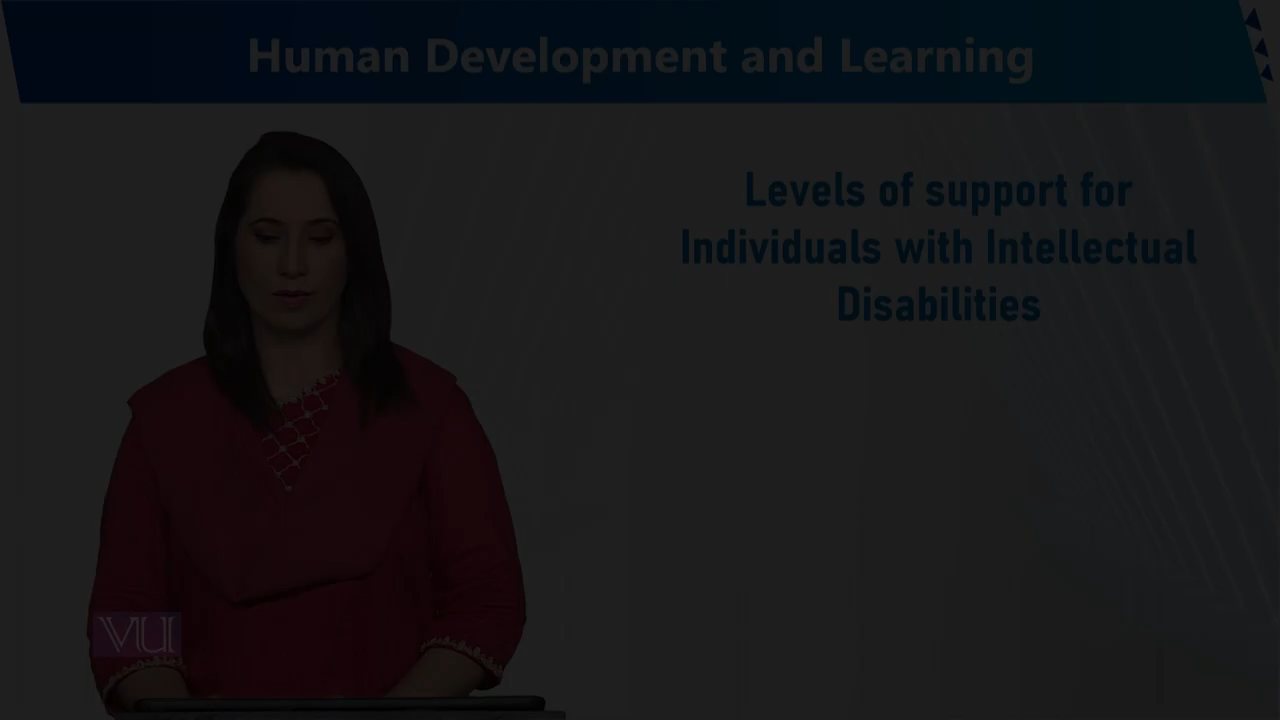 Human Development and Learning
Levels of support for
Individuals with Intellectual
Disabilities
VU